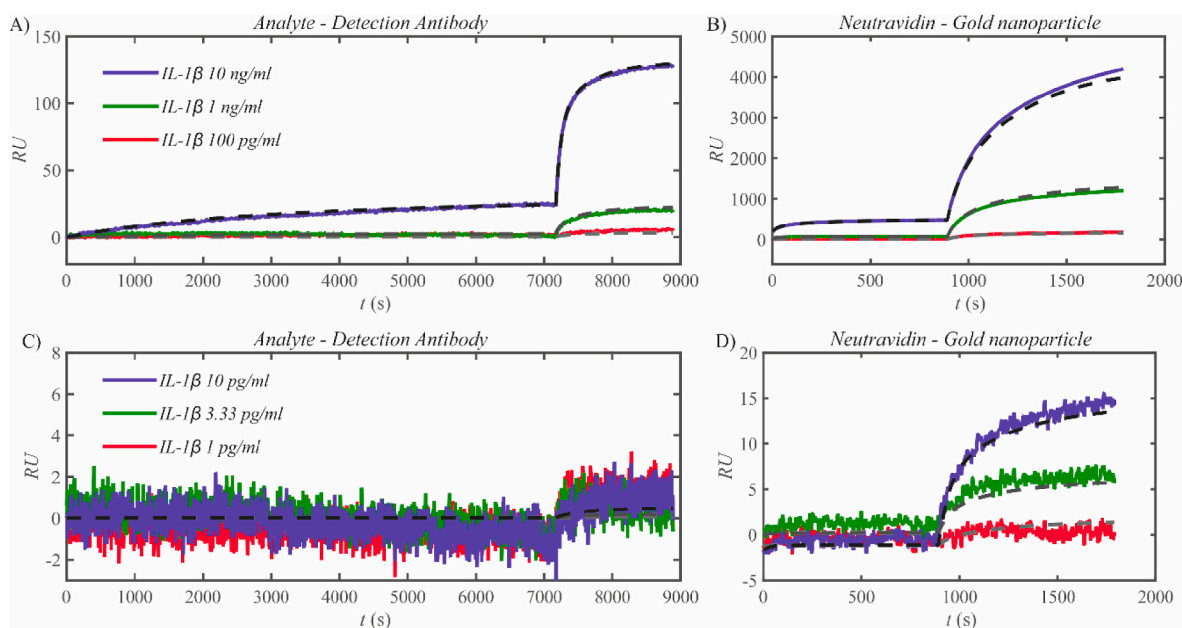 A)
Analyte - Detection Antibody
150
100
50
0
RU
IL-1β 10 ng/ml
IL-1β 1 ng/ml
IL-1β 100 pg/ml
0 1000 2000 3000 4000 5000 6000 7000 8000 9000
t (s)
B)
Neutravidin - Gold nanoparticle
5000
4000
3000
2000
1000
0
RU
0 500 1000 1500 2000
t (s)
C)
Analyte - Detection Antibody
8
6
4
2
0
-2
RU
IL-1β 10 pg/ml
IL-1β 3.33 pg/ml
IL-1β 1 pg/ml
0 1000 2000 3000 4000 5000 6000 7000 8000 9000
t (s)
D)
Neutravidin - Gold nanoparticle
20
15
10
5
0
-5
RU
0 500 1000 1500 2000
t (s)